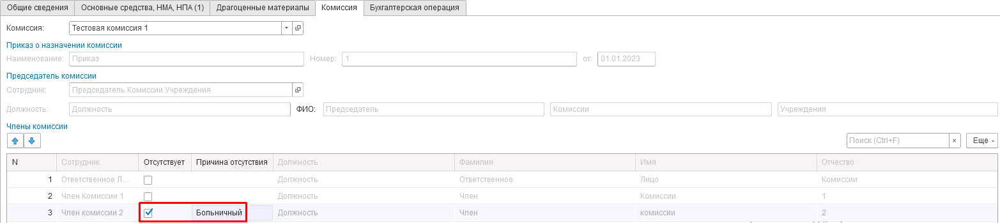 Общие сведения Основные средства, НМА, НПА (1) Драгоценные материалы Комиссия Бухгалтерская операция
Комиссия: Тестовая комиссия 1
Приказ о назначении комиссии
Наименование: Приказ Номер: 1 от: 01.01.2023
Председатель комиссии
Сотрудник: Председатель Комиссии Учреждения
Должность: Должность ФИО: Председатель Комиссии Учреждения
Члены комиссии
Поиск (Ctrl+F) × Еще
N Сотрудник Отсутствует Причина отсутствия Должность Фамилия Имя Отчество
1 Ответственное Л... Должность Ответственное Лицо Комиссии
2 Член Комиссии 1 Должность Член Комиссии 1
3 Член комиссии 2 Больничный Должность Член комиссии 2